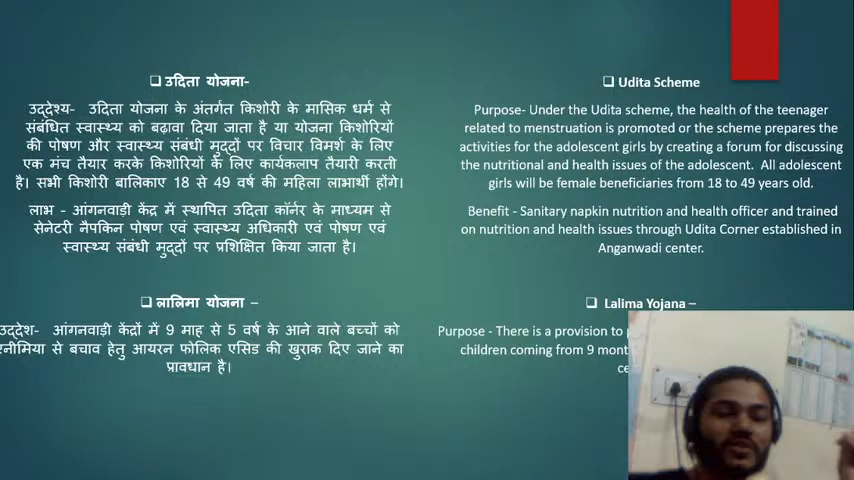 ❑ उदिता योजना-
उद्देश्य- उदिता योजना के अंतर्गत किशोरी के मासिक धर्म से
संबंधित स्वास्थ्य को बढ़ावा दिया जाता है या योजना किशोरियों
की पोषण और स्वास्थ्य संबंधी मुद्दों पर विचार विमर्श के लिए
एक मंच तैयार करके किशोरियों के लिए कार्यकलाप तैयारी करती
है। सभी किशोरी बालिकाए 18 से 49 वर्ष की महिला लाभार्थी होंगे।
लाभ - आंगनवाड़ी केंद्र में स्थापित उदिता कॉर्नर के माध्यम से
सेनेटरी नैपकिन पोषण एवं स्वास्थ्य अधिकारी एवं पोषण एवं
स्वास्थ्य संबंधी मुद्दों पर प्रशिक्षित किया जाता है।
❑ लालिमा योजना –
उद्देश- आंगनवाड़ी केंद्रों में 9 माह से 5 वर्ष के आने वाले बच्चों को
एनीमिया से बचाव हेतु आयरन फोलिक एसिड की खुराक दिए जाने का
प्रावधान है।
❑ Udita Scheme
Purpose- Under the Udita scheme, the health of the teenager
related to menstruation is promoted or the scheme prepares the
activities for the adolescent girls by creating a forum for discussing
the nutritional and health issues of the adolescent. All adolescent
girls will be female beneficiaries from 18 to 49 years old.
Benefit - Sanitary napkin nutrition and health officer and trained
on nutrition and health issues through Udita Corner established in
Anganwadi center.
❑ Lalima Yojana –
Purpose - There is a provision to
children coming from 9